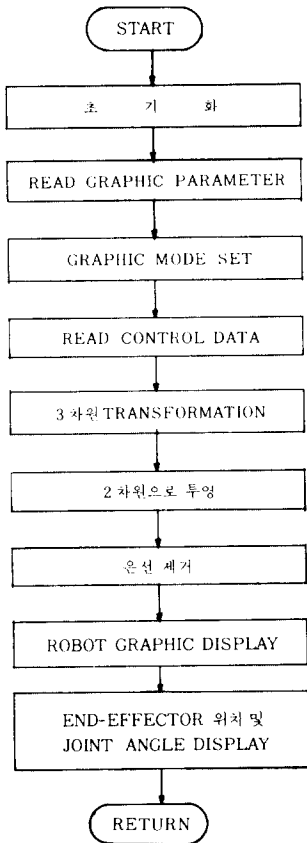 START
초 기 화
READ GRAPHIC PARAMETER
GRAPHIC MODE SET
READ CONTROL DATA
3차원 TRANSFORMATION
2차원으로 투영
은선 제거
ROBOT GRAPHIC DISPLAY
END-EFFECTOR 위치 및
JOINT ANGLE DISPLAY
RETURN